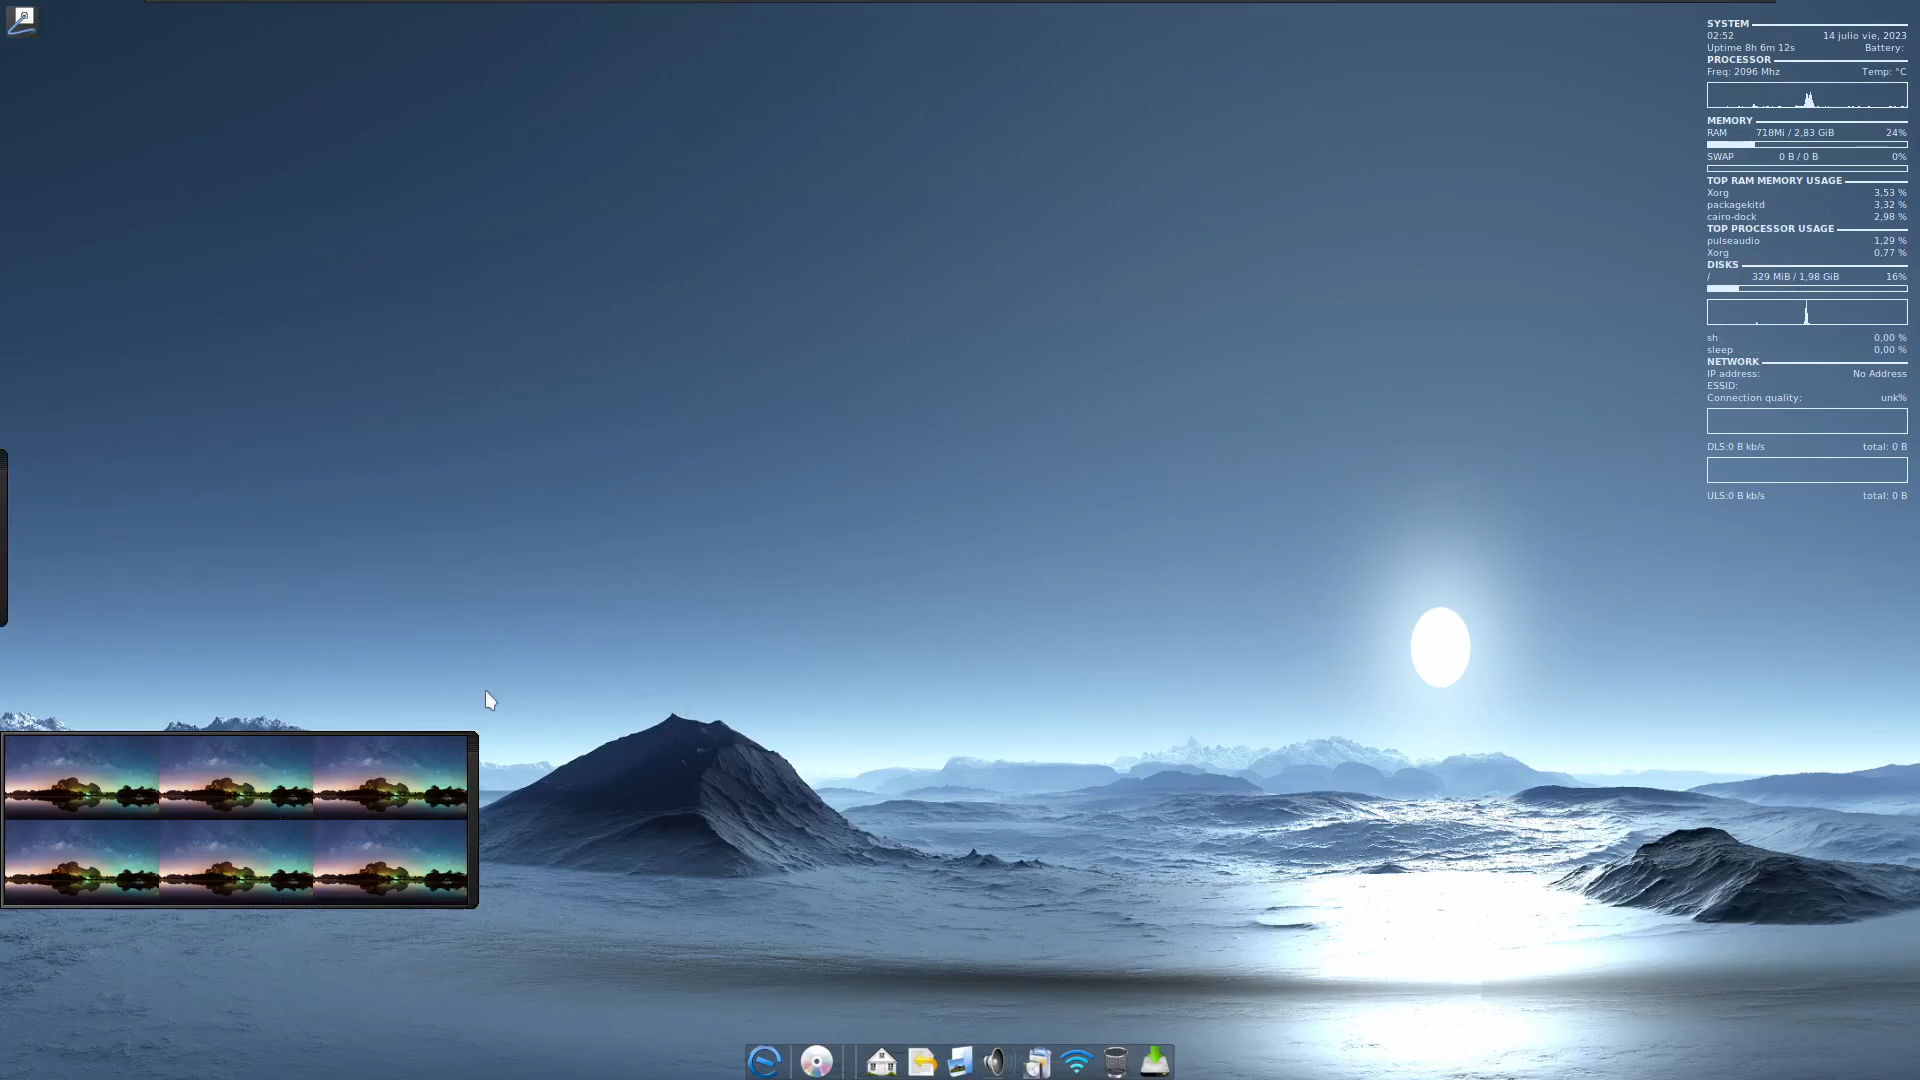 SYSTEM
02:52 14 julio vie, 2023
Uptime 8h 6m 12s Battery:
PROCESSOR
Freq: 2096 Mhz Temp: °C
MEMORY
RAM 718Mi / 2,83 GiB 24%
SWAP 0 B / 0 B 0%
TOP RAM MEMORY USAGE
Xorg 3,53 %
packagekitd 3,32 %
cairo-dock 2,98 %
TOP PROCESSOR USAGE
pulseaudio 1,29 %
Xorg 0,77 %
DISKS
/ 329 MiB / 1,98 GiB 16%
sh 0,00 %
sleep 0,00 %
NETWORK
IP address: No Address
ESSID:
Connection quality: unk%
DLS:0 B kb/s total: 0 B
ULS:0 B kb/s total: 0 B